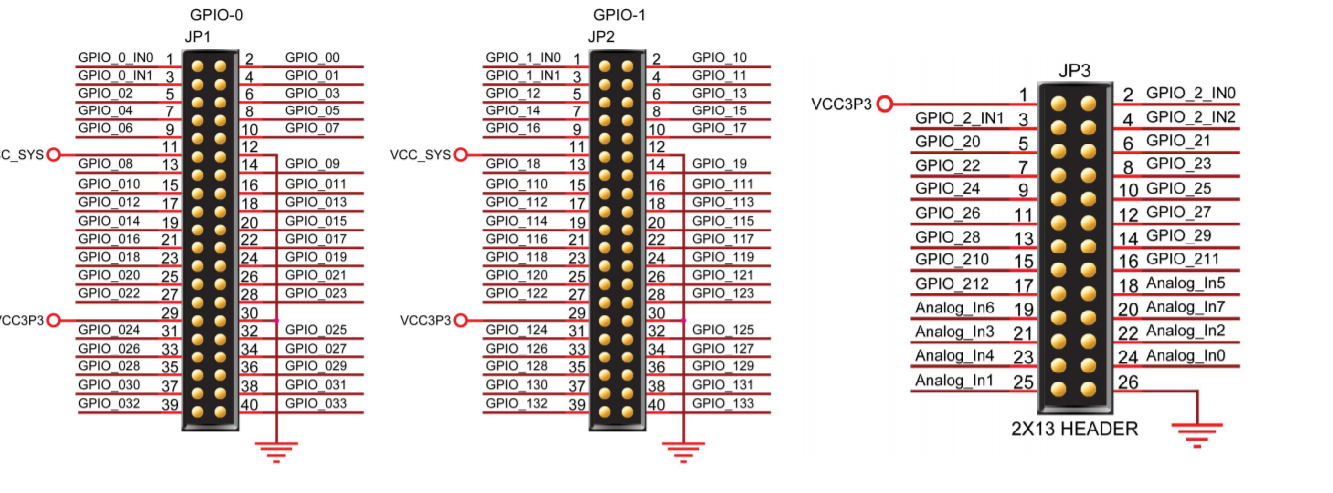 GPIO-0
JP1
GPIO_0_IN0 1 2 GPIO_00
GPIO_0_IN1 3 4 GPIO_01
GPIO_02 5 6 GPIO_03
GPIO_04 7 8 GPIO_05
GPIO_06 9 10 GPIO_07
C_SYS 11 12
GPIO_08 13 14 GPIO_09
GPIO_010 15 16 GPIO_011
GPIO_012 17 18 GPIO_013
GPIO_014 19 20 GPIO_015
GPIO_016 21 22 GPIO_017
GPIO_018 23 24 GPIO_019
GPIO_020 25 26 GPIO_021
GPIO_022 27 28 GPIO_023
VCC3P3 29 30
GPIO_024 31 32 GPIO_025
GPIO_026 33 34 GPIO_027
GPIO_028 35 36 GPIO_029
GPIO_030 37 38 GPIO_031
GPIO_032 39 40 GPIO_033
GPIO-1
JP2
GPIO_1_IN0 1 2 GPIO_10
GPIO_1_IN1 3 4 GPIO_11
GPIO_12 5 6 GPIO_13
GPIO_14 7 8 GPIO_15
GPIO_16 9 10 GPIO_17
VCC_SYS 11 12
GPIO_18 13 14 GPIO_19
GPIO_110 15 16 GPIO_111
GPIO_112 17 18 GPIO_113
GPIO_114 19 20 GPIO_115
GPIO_116 21 22 GPIO_117
GPIO_118 23 24 GPIO_119
GPIO_120 25 26 GPIO_121
GPIO_122 27 28 GPIO_123
VCC3P3 29 30
GPIO_124 31 32 GPIO_125
GPIO_126 33 34 GPIO_127
GPIO_128 35 36 GPIO_129
GPIO_130 37 38 GPIO_131
GPIO_132 39 40 GPIO_133
JP3
VCC3P3 1 2 GPIO_2_IN0
GPIO_2_IN1 3 4 GPIO_2_IN2
GPIO_20 5 6 GPIO_21
GPIO_22 7 8 GPIO_23
GPIO_24 9 10 GPIO_25
GPIO_26 11 12 GPIO_27
GPIO_28 13 14 GPIO_29
GPIO_210 15 16 GPIO_211
GPIO_212 17 18 Analog_In5
Analog_In6 19 20 Analog_In7
Analog_In3 21 22 Analog_In2
Analog_In4 23 24 Analog_In0
Analog_In1 25 26
2X13 HEADER